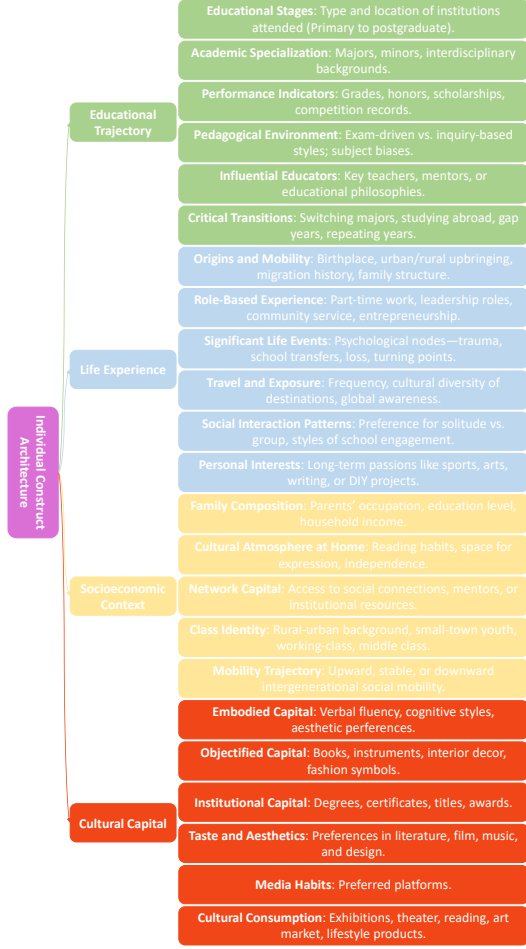 Individual Construct
Architecture
Educational
Trajectory
Educational Stages: Type and location of institutions
attended (Primary to postgraduate).
Academic Specialization: Majors, minors, interdisciplinary
backgrounds.
Performance Indicators: Grades, honors, scholarships,
competition records.
Pedagogical Environment: Exam-driven vs. inquiry-based
styles; subject biases.
Influential Educators: Key teachers, mentors, or
educational philosophies.
Critical Transitions: Switching majors, studying abroad, gap
years, repeating years.
Life Experience
Origins and Mobility: Birthplace, urban/rural upbringing,
migration history, family structure.
Role-Based Experience: Part-time work, leadership roles,
community service, entrepreneurship.
Significant Life Events: Psychological nodes—trauma,
school transfers, loss, turning points.
Travel and Exposure: Frequency, cultural diversity of
destinations, global awareness.
Social Interaction Patterns: Preference for solitude vs.
group, styles of school engagement.
Personal Interests: Long-term passions like sports, arts,
writing, or DIY projects.
Socioeconomic
Context
Family Composition: Parents' occupation, education level,
household income.
Cultural Atmosphere at Home: Reading habits, space for
expression, independence.
Network Capital: Access to social connections, mentors, or
institutional resources.
Class Identity: Rural-urban background, small-town youth,
working-class, middle class.
Mobility Trajectory: Upward, stable, or downward
intergenerational social mobility.
Cultural Capital
Embodied Capital: Verbal fluency, cognitive styles,
aesthetic perferences.
Objectified Capital: Books, instruments, interior decor,
fashion symbols.
Institutional Capital: Degrees, certificates, titles, awards.
Taste and Aesthetics: Preferences in literature, film, music,
and design.
Media Habits: Preferred platforms.
Cultural Consumption: Exhibitions, theater, reading, art
market, lifestyle products.